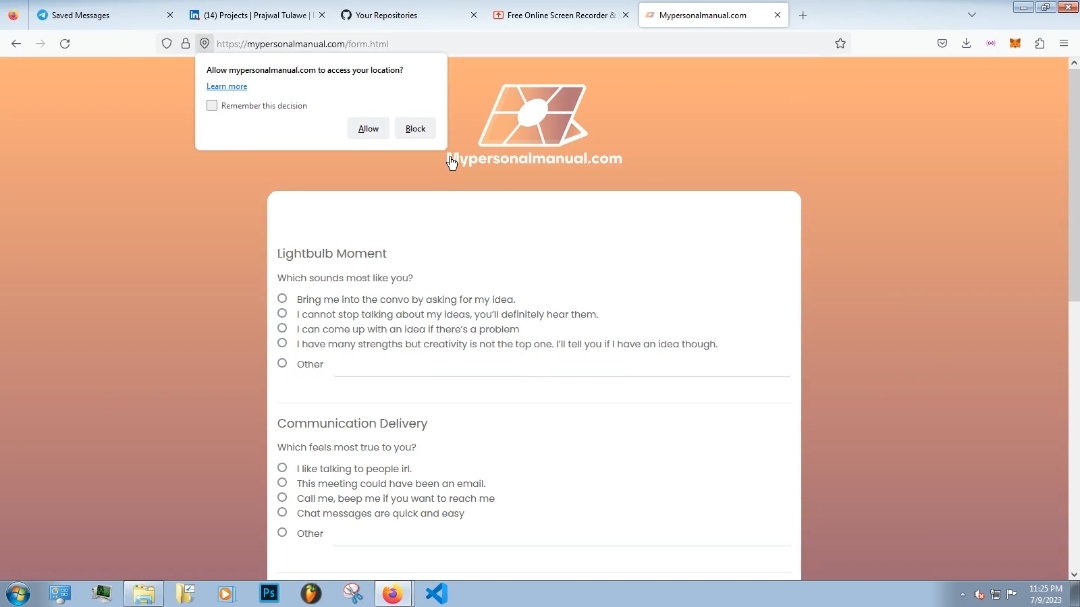 Saved Messages
(14) Projects | Prajwal Tulawe |
Your Repositories
Free Online Screen Recorder &
Mypersonalmanual.com
https://mypersonalmanual.com/form.html
Allow mypersonalmanual.com to access your location?
Learn more
Remember this decision
Allow
Block
Mypersonalmanual.com
Lightbulb Moment
Which sounds most like you?
Bring me into the convo by asking for my idea.
I cannot stop talking about my ideas, you'll definitely hear them.
I can come up with an idea if there's a problem
I have many strengths but creativity is not the top one. I'll tell you if I have an idea though.
Other
Communication Delivery
Which feels most true to you?
I like talking to people irl.
This meeting could have been an email.
Call me, beep me if you want to reach me
Chat messages are quick and easy
Other
Ps
11:25 PM
7/9/2023